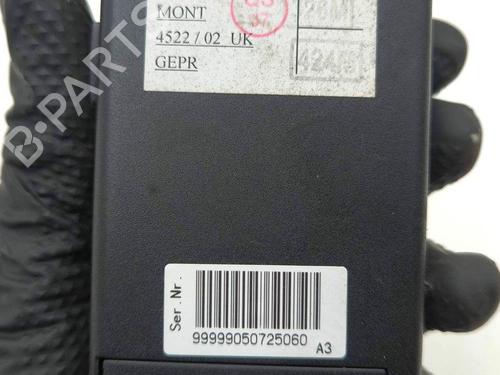 MONT
4522 / 02 UK
GEPR
B-PARTS
Ser.Nr.
99999050725060
A3